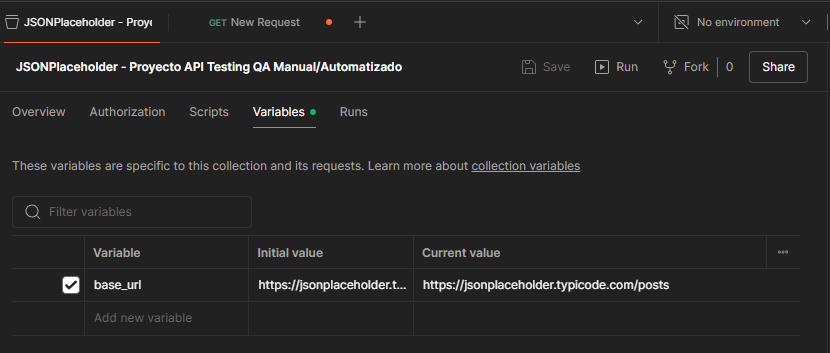 JSONPlaceholder - Proye GET New Request No environment
JSONPlaceholder - Proyecto API Testing QA Manual/Automatizado Save Run Fork 0 Share
Overview Authorization Scripts Variables Runs
These variables are specific to this collection and its requests. Learn more about collection variables
Filter variables
Variable Initial value Current value
base_url https://jsonplaceholder.t... https://jsonplaceholder.typicode.com/posts
Add new variable